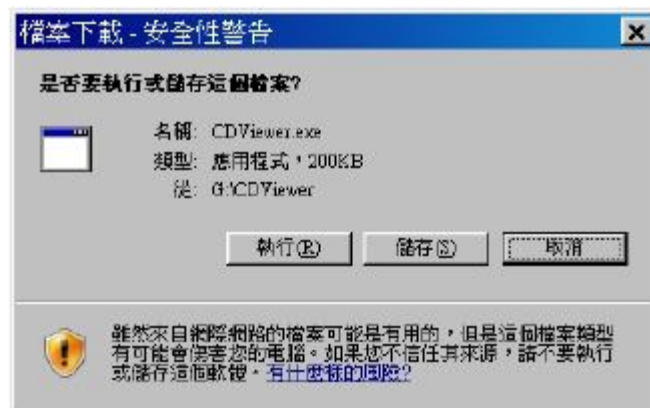 檔案下載 - 安全性警告
是否要執行或儲存這個檔案?
名稱: CDViewer.exe
類型: 應用程式,200KB
從: G:\CDViewer
執行(R) 儲存(S) 取消
雖然來自網際網路的檔案可能是有用的,但是這個檔案類型
有可能會傷害您的電腦。如果您不信任其來源,請不要執行
或儲存這個軟體。有什麼樣的風險?